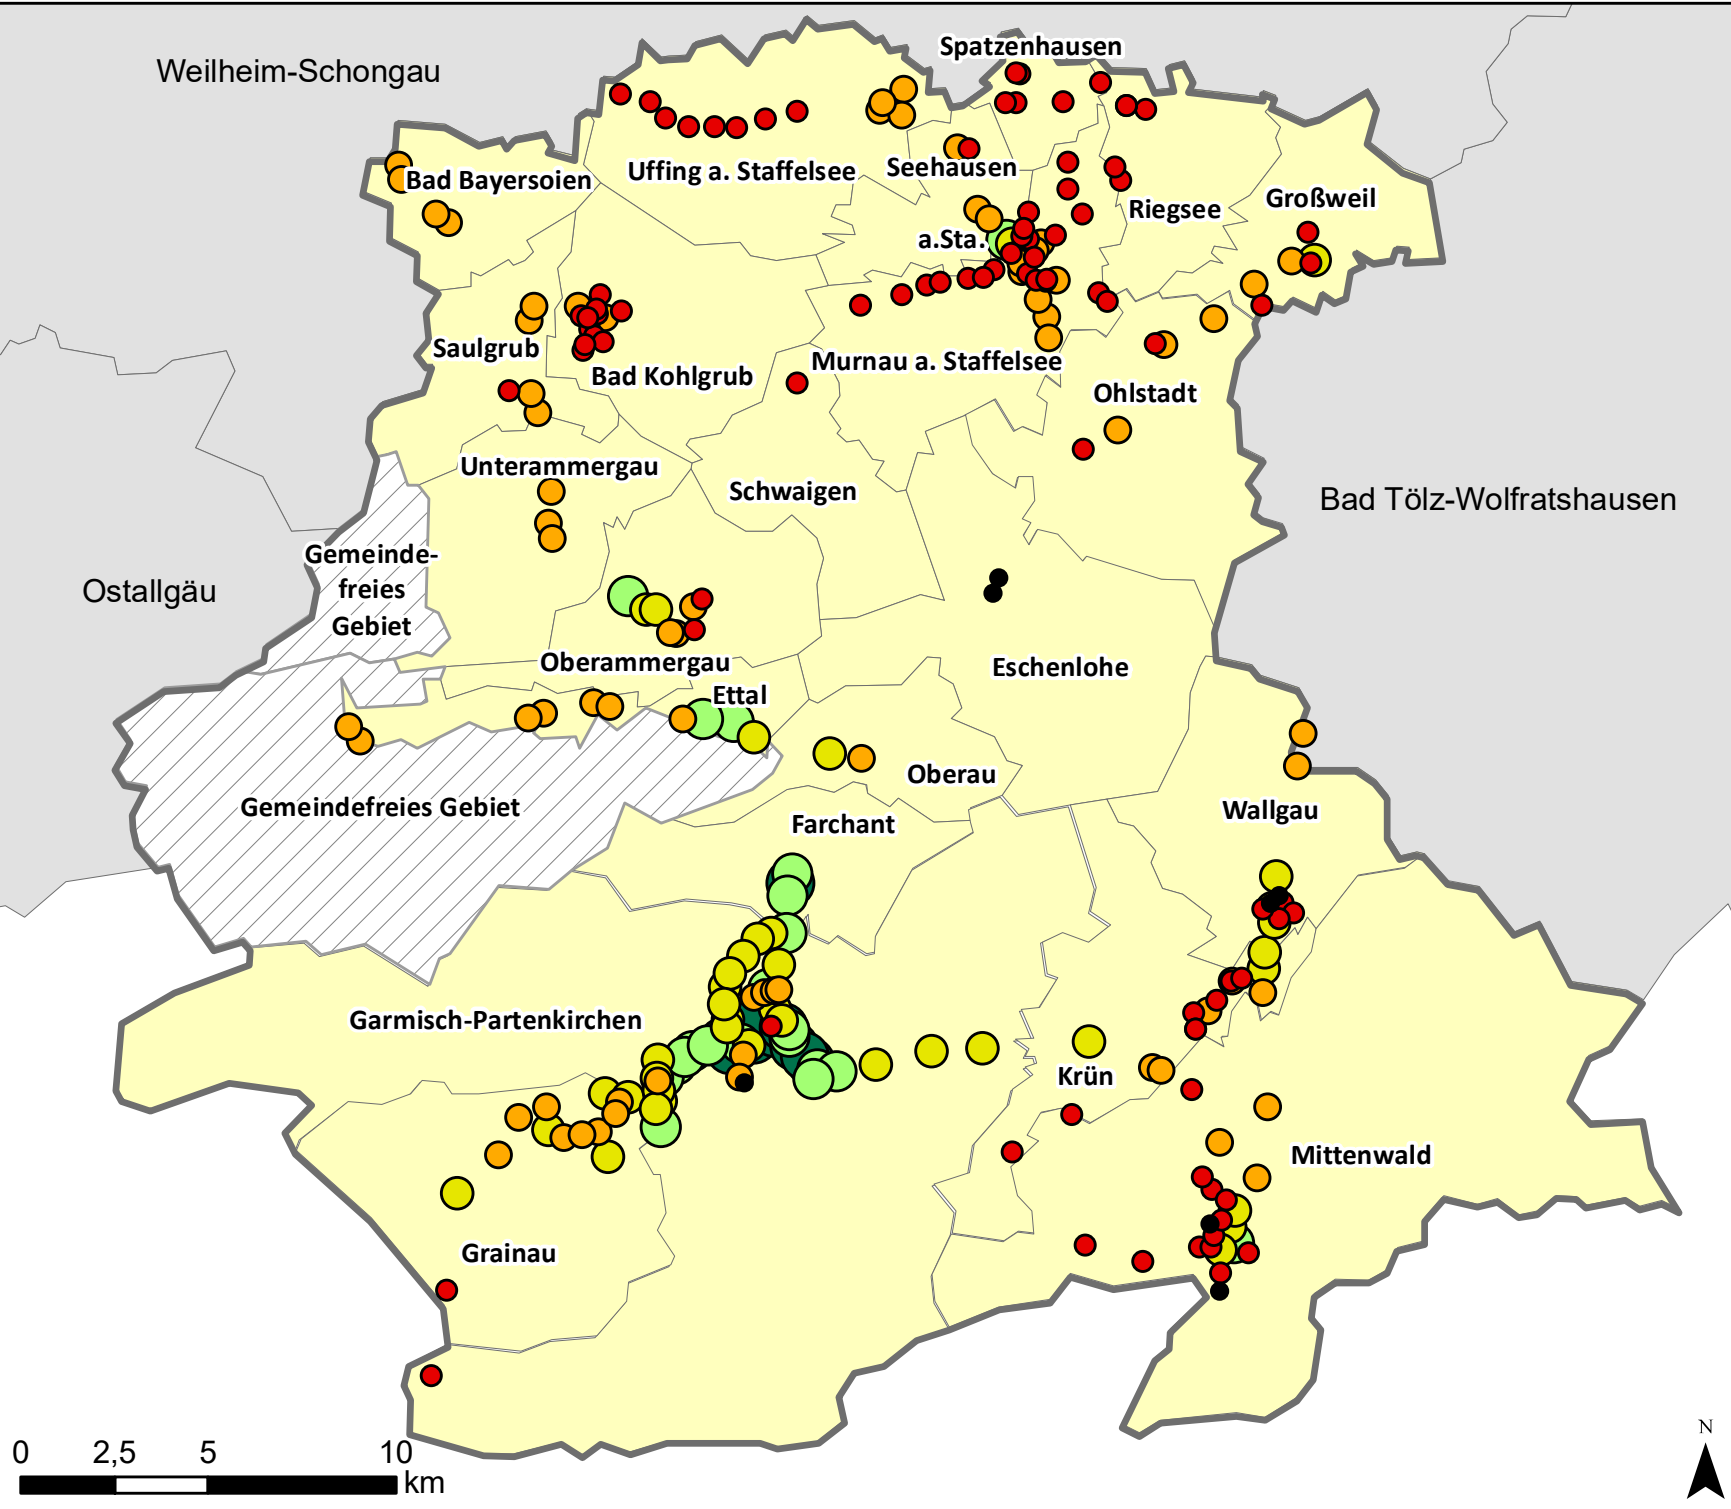 Spatzenhausen
Weilheim-Schongau
Uffing a. Staffelsee
Seehausen
Bad Bayersoien
Großweil
Riegsee
a.Sta.
Saulgrub
Murnau a. Staffelsee
Bad Kohlgrub
Ohlstadt
Unterammergau
Schwaigen
Bad Tölz-Wolfratshausen
Gemeinde-
freies
Gebiet
Ostallgäu
Oberammergau
Eschenlohe
Ettal
Oberau
Gemeindefreies Gebiet
Wallgau
Farchant
Garmisch-Partenkirchen
Krün
Mittenwald
Grainau
N
0 2,5 5 10
km